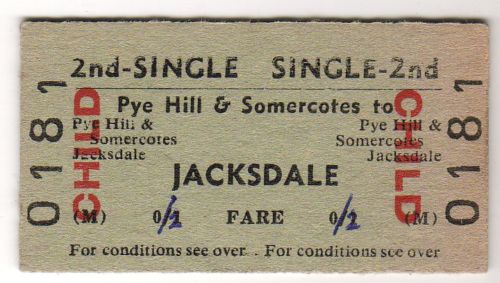 2nd-SINGLE SINGLE-2nd
Pye Hill & Somercotes to
Pye Hill & Pye Hill &
Somercotes Somercotes
Jacksdale Jacksdale
JACKSDALE
(M) 0/2 FARE 0/2 (M)
For conditions see over. For conditions see over
0181
CHILD
CHILD
0181